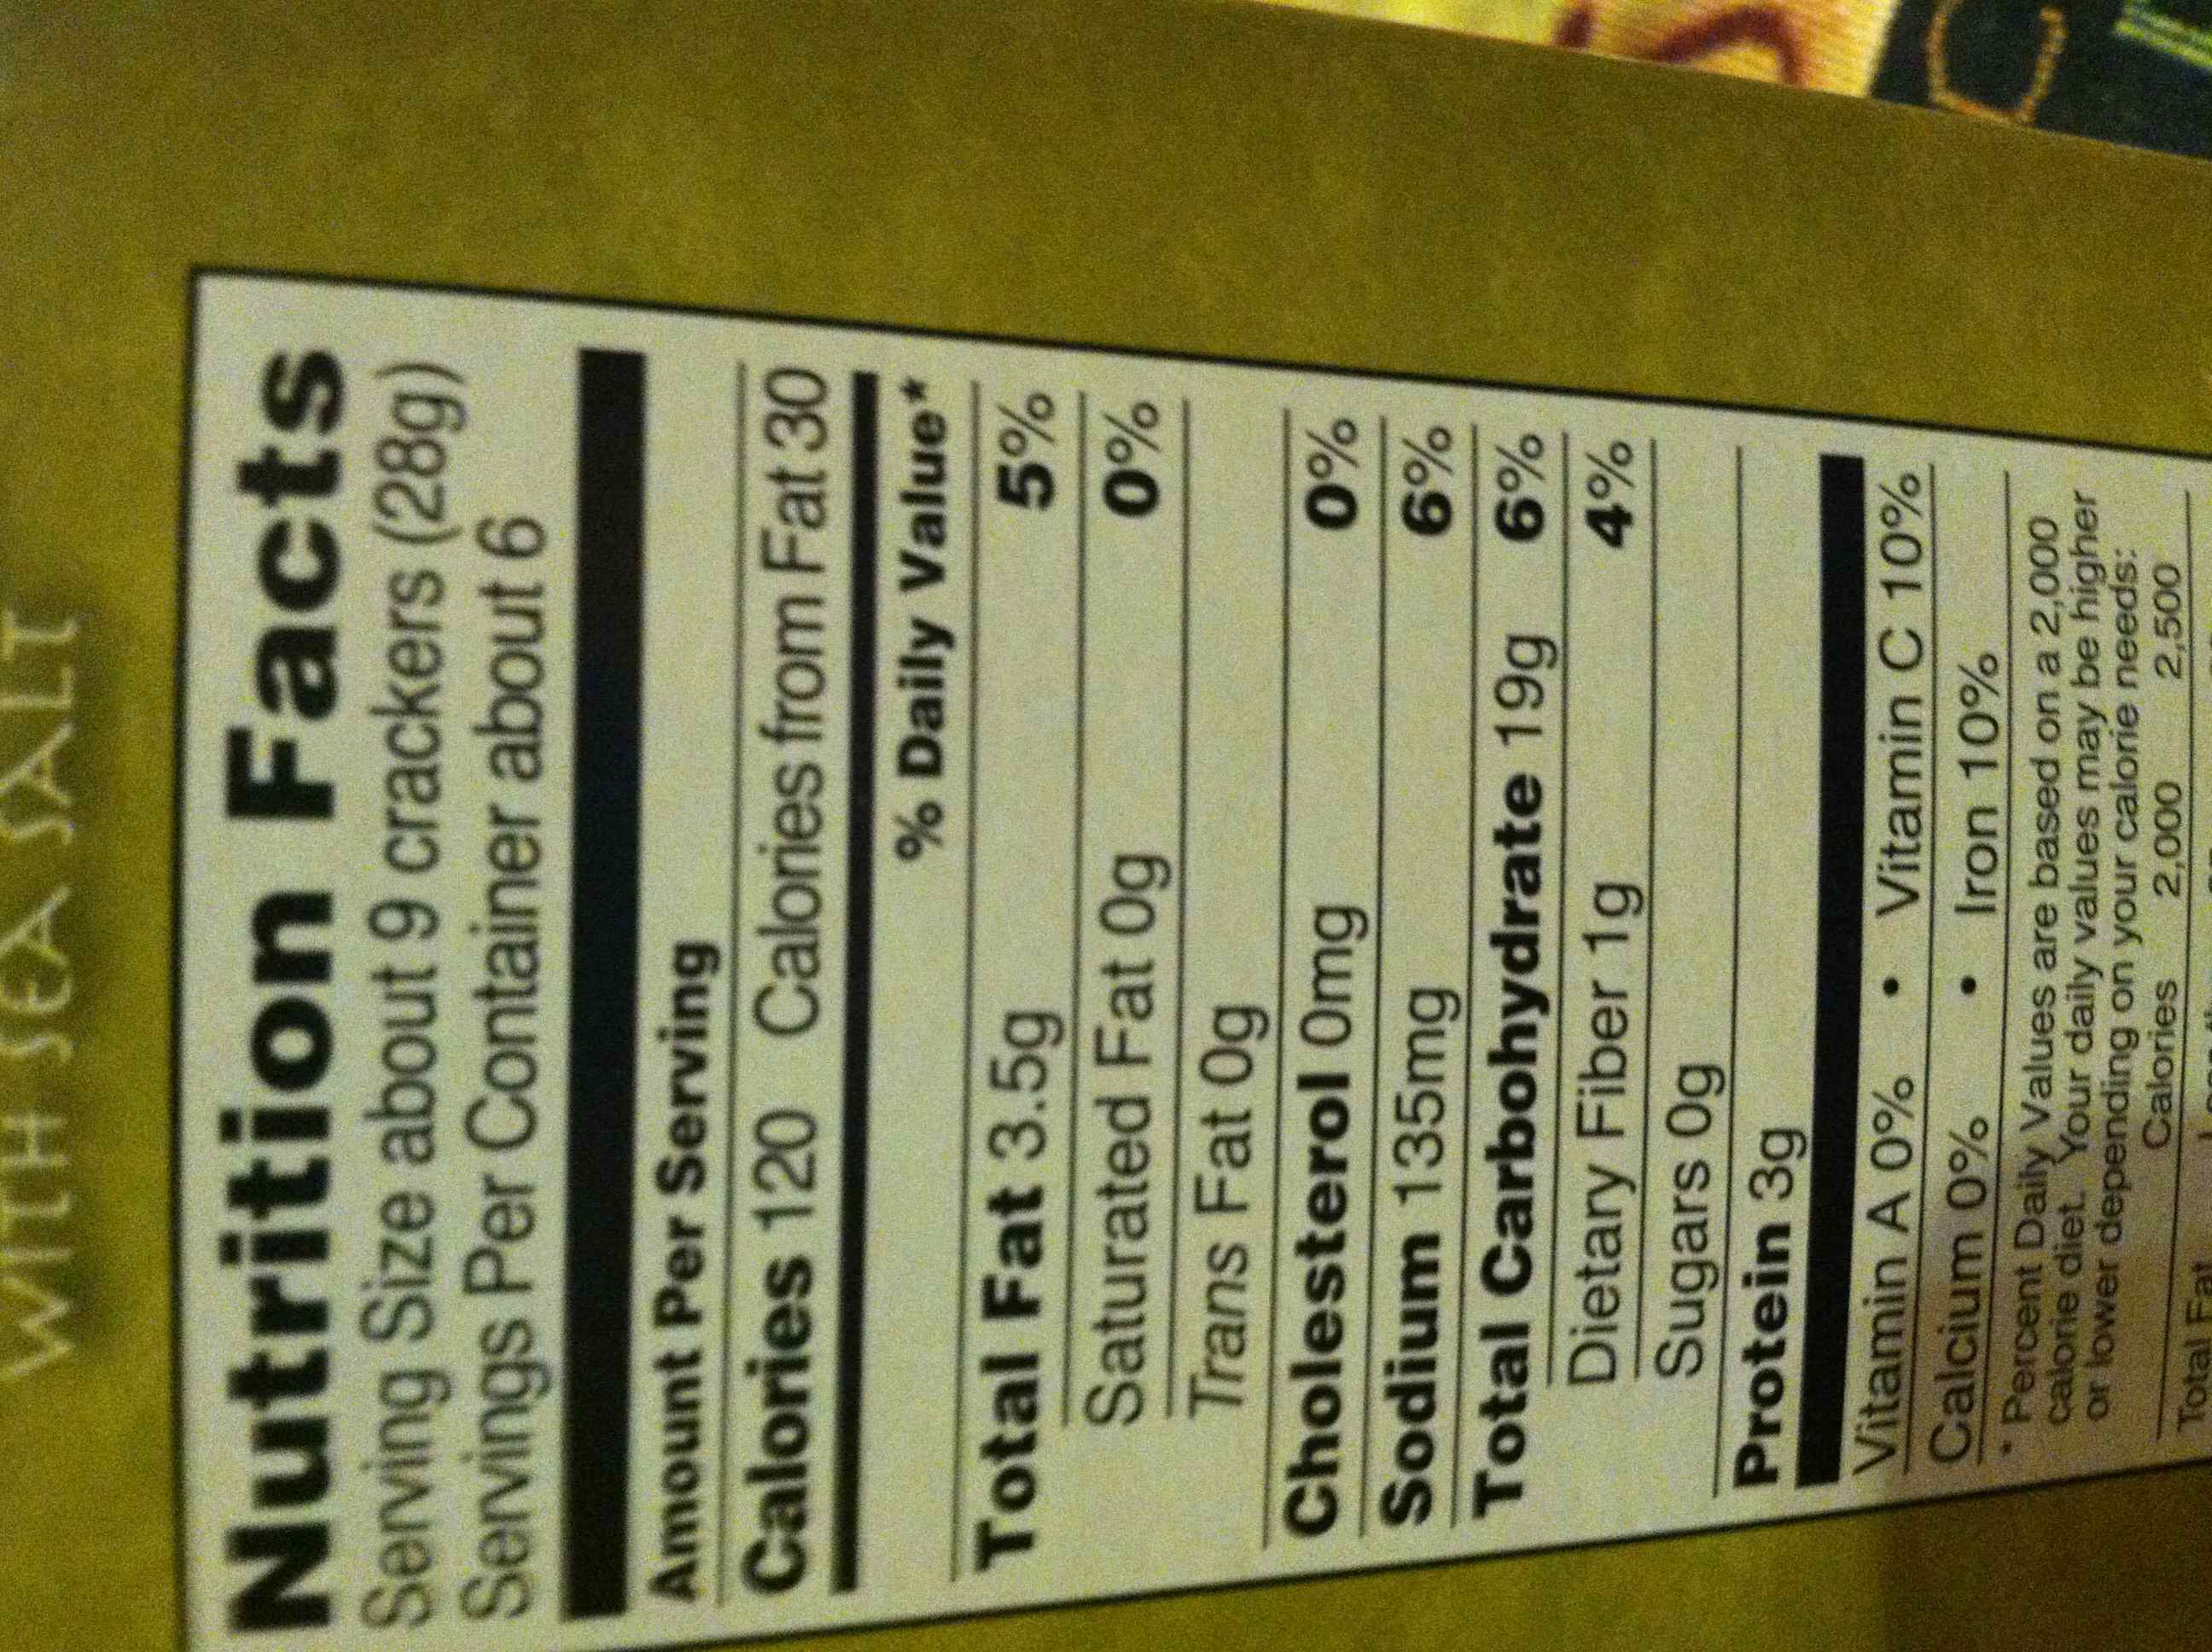 WITH SEA SALT
Nutrition Facts
Serving Size about 9 crackers (28g)
Servings Per Container about 6
Amount Per Serving
Calories 120 Calories from Fat 30
% Daily Value*
Total Fat 3.5g 5%
Saturated Fat 0g 0%
Trans Fat 0g
Cholesterol 0mg 0%
Sodium 135mg 6%
Total Carbohydrate 19g 6%
Dietary Fiber 1g 4%
Sugars 0g
Protein 3g
Vitamin A 0% • Vitamin C 10%
Calcium 0% • Iron 10%
* Percent Daily Values are based on a 2,000
calorie diet. Your daily values may be higher
or lower depending on your calorie needs:
Calories 2,000 2,500
Total Fat